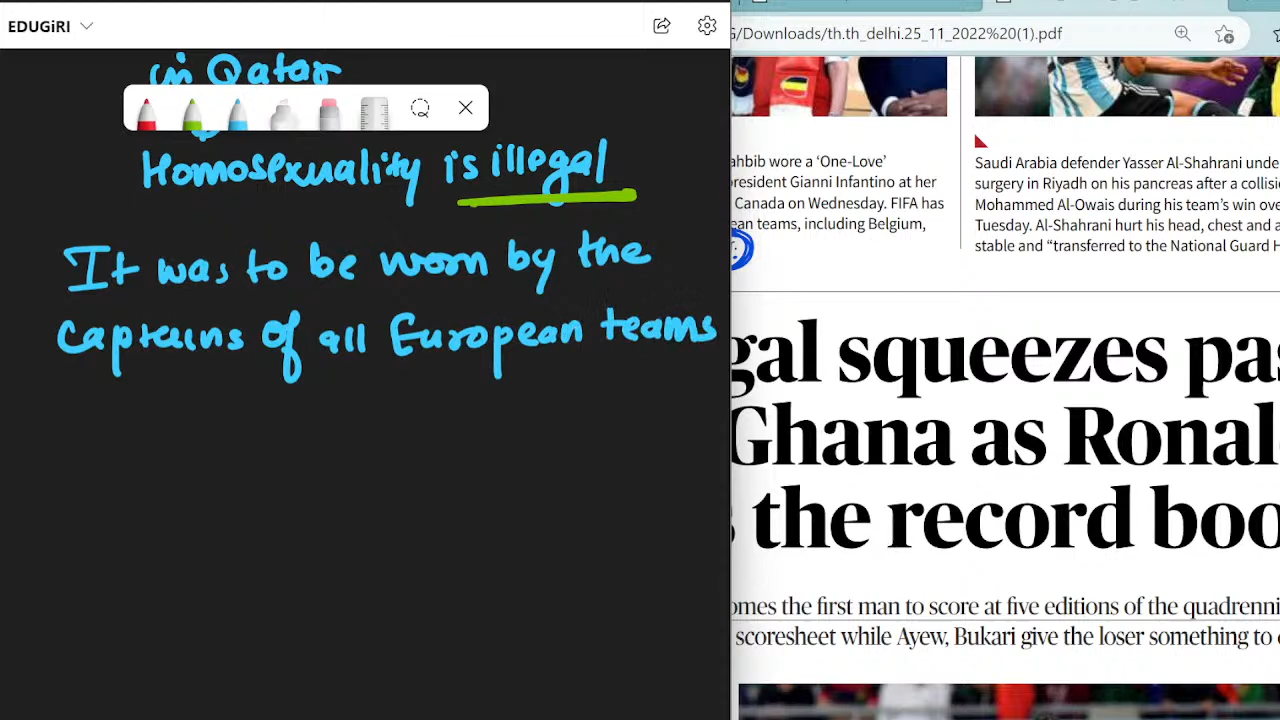 EDUGiRI
in Qatar
Homosexuality is illegal
It was to be worn by the
captains of all European teams
/Downloads/th.th_delhi.25_11_2022%20(1).pdf
ahbib wore a ‘One-Love’
president Gianni Infantino at her
Canada on Wednesday. FIFA has
ean teams, including Belgium,
Saudi Arabia defender Yasser Al-Shahrani unde
surgery in Riyadh on his pancreas after a collisi
Mohammed Al-Owais during his team’s win ove
Tuesday. Al-Shahrani hurt his head, chest and a
stable and “transferred to the National Guard H
gal squeezes pas
Ghana as Ronal
s the record boo
omes the first man to score at five editions of the quadrenni
scoresheet while Ayew, Bukari give the loser something to